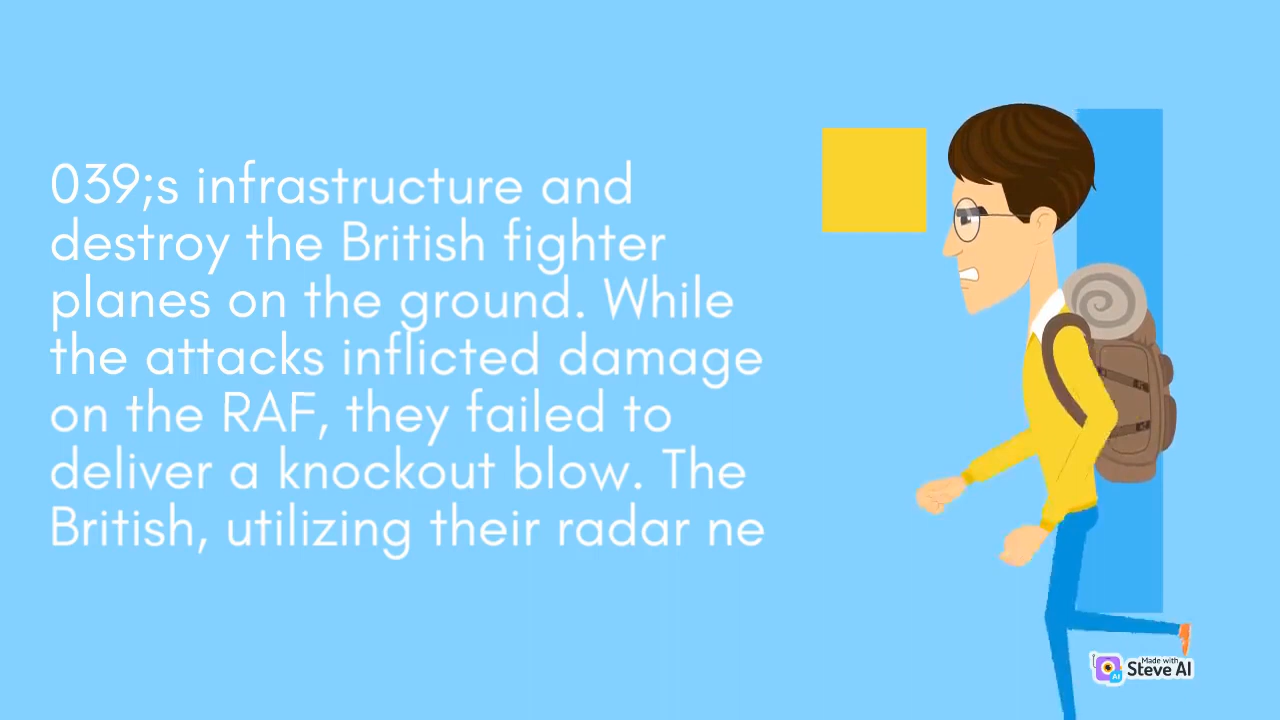 039;s infrastructure and
destroy the British fighter
planes on the ground. While
the attacks inflicted damage
on the RAF, they failed to
deliver a knockout blow. The
British, utilizing their radar ne
Made with
Steve AI
AI